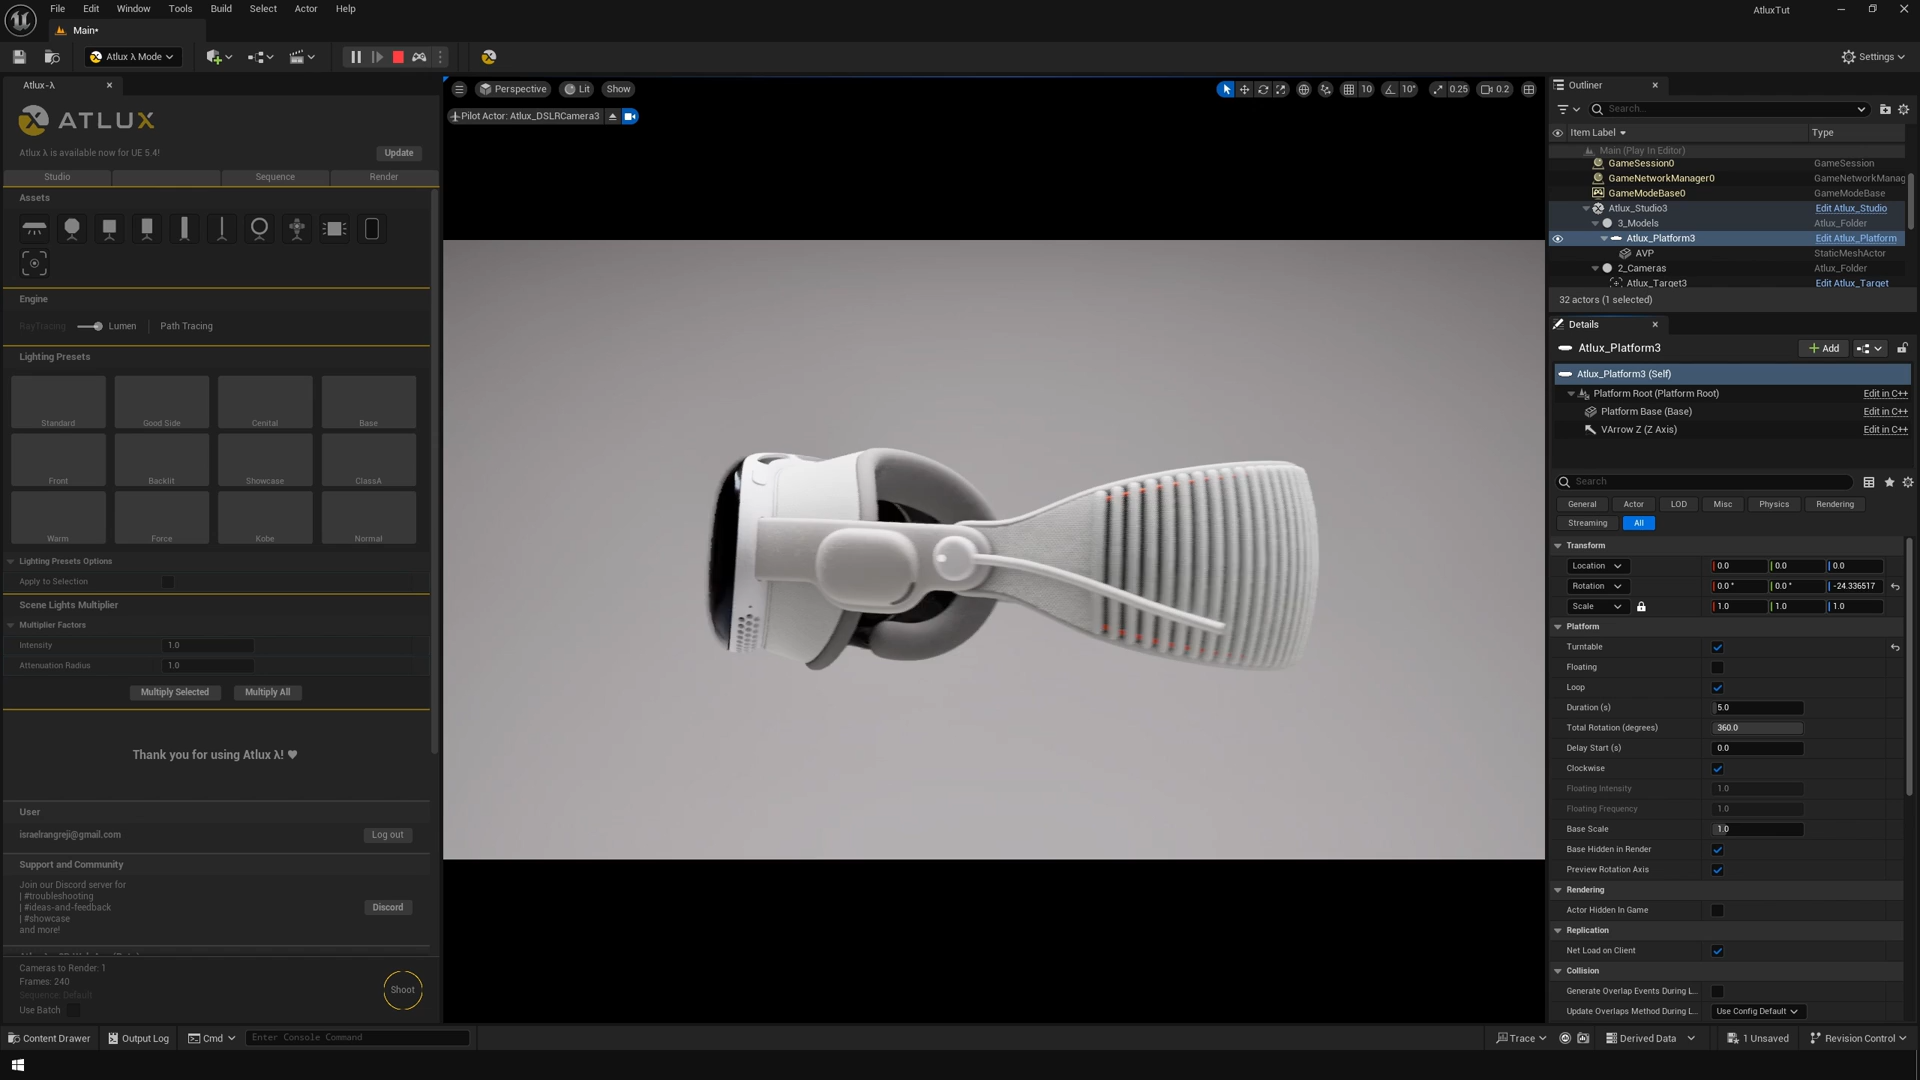 File Edit Window Tools Build Select Actor Help
AtluxTut
Main•
Atlux λ Mode
Settings
Atlux-λ
ATLUX
Atlux λ is available now for UE 5.4!
Update
Studio
Sequence
Render
Assets
Engine
RayTracing
Lumen
Path Tracing
Lighting Presets
Standard
Good Side
Cenital
Base
Front
Backlit
Showcase
ClassA
Warm
Force
Kobe
Normal
Lighting Presets Options
Apply to Selection
Scene Lights Multiplier
Multiplier Factors
Intensity
1.0
Attenuation Radius
1.0
Multiply Selected
Multiply All
Thank you for using Atlux λ! ♥
User
israelrangreji@gmail.com
Log out
Support and Community
Join our Discord server for
| #troubleshooting
| #ideas-and-feedback
| #showcase
and more!
Discord
Cameras to Render: 1
Frames: 240
Sequence: Default
Use Batch
Shoot
Perspective
Lit
Show
10
10°
0.25
0.2
Pilot Actor: Atlux_DSLRCamera3
Outliner
Search...
Item Label
Type
Main (Play In Editor)
GameSession0
GameSession
GameNetworkManager0
GameNetworkManag
GameModeBase0
GameModeBase
Atlux_Studio3
Edit Atlux_Studio
3_Models
Atlux_Folder
Atlux_Platform3
Edit Atlux_Platform
AVP
StaticMeshActor
2_Cameras
Atlux_Folder
Atlux_Target3
Edit Atlux_Target
32 actors (1 selected)
Details
Atlux_Platform3
Add
Atlux_Platform3 (Self)
Platform Root (Platform Root)
Edit in C++
Platform Base (Base)
Edit in C++
VArrow Z (Z Axis)
Edit in C++
Search
General
Actor
LOD
Misc
Physics
Rendering
Streaming
All
Transform
Location
0.0
0.0
0.0
Rotation
0.0 °
0.0 °
-24.336517
Scale
1.0
1.0
1.0
Platform
Turntable
Floating
Loop
Duration (s)
5.0
Total Rotation (degrees)
360.0
Delay Start (s)
0.0
Clockwise
Floating Intensity
1.0
Floating Frequency
1.0
Base Scale
1.0
Base Hidden in Render
Preview Rotation Axis
Rendering
Actor Hidden In Game
Replication
Net Load on Client
Collision
Generate Overlap Events During L...
Update Overlaps Method During L...
Use Config Default
Content Drawer
Output Log
Cmd
Enter Console Command
Trace
Derived Data
1 Unsaved
Revision Control